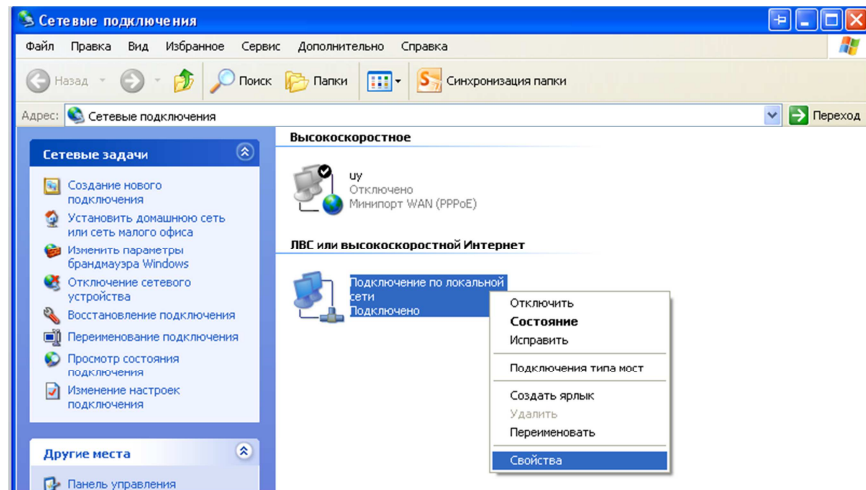 Сетевые подключения
Файл Правка Вид Избранное Сервис Дополнительно Справка
Назад Поиск Папки Синхронизация папки
Адрес: Сетевые подключения Переход
Сетевые задачи
Создание нового
подключения
Установить домашнюю сеть
или сеть малого офиса
Изменить параметры
брандмауэра Windows
Отключение сетевого
устройства
Восстановление подключения
Переименование подключения
Просмотр состояния
подключения
Изменение настроек
подключения
Другие места
Панель управления
Высокоскоростное
uy
Отключено
Минипорт WAN (PPPoE)
ЛВС или высокоскоростной Интернет
Подключение по локальной
сети
Подключено
Отключить
Состояние
Исправить
Подключения типа мост
Создать ярлык
Удалить
Переименовать
Свойства